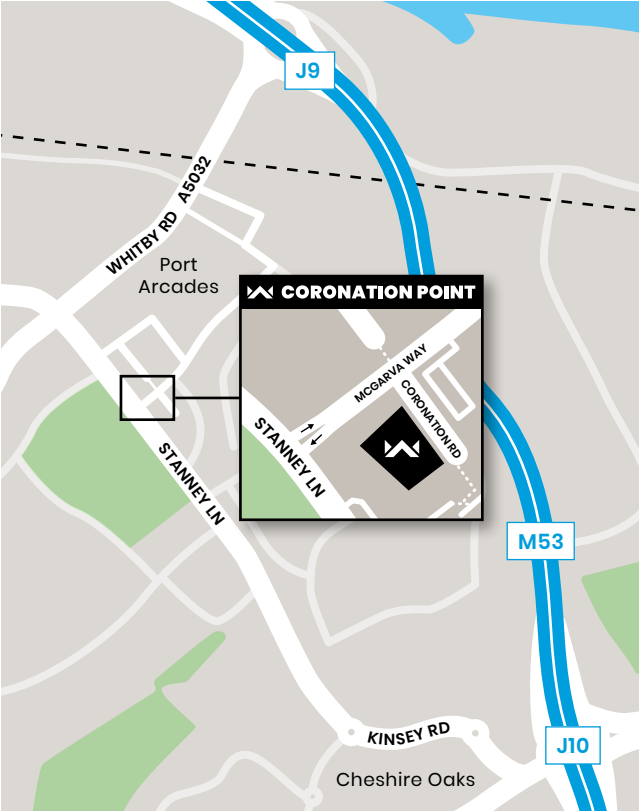 J9
WHITBY RD A5032
Port
Arcades
CORONATION POINT
MCGARVA WAY
CORONATION RD
STANNEY LN
STANNEY LN
M53
KINSEY RD
J10
Cheshire Oaks